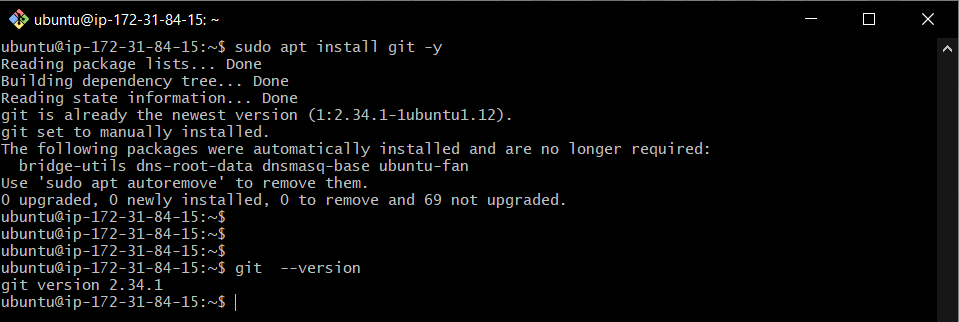 ubuntu@ip-172-31-84-15: ~
ubuntu@ip-172-31-84-15:~$ sudo apt install git -y
Reading package lists... Done
Building dependency tree... Done
Reading state information... Done
git is already the newest version (1:2.34.1-1ubuntu1.12).
git set to manually installed.
The following packages were automatically installed and are no longer required:
  bridge-utils dns-root-data dnsmasq-base ubuntu-fan
Use 'sudo apt autoremove' to remove them.
0 upgraded, 0 newly installed, 0 to remove and 69 not upgraded.
ubuntu@ip-172-31-84-15:~$
ubuntu@ip-172-31-84-15:~$
ubuntu@ip-172-31-84-15:~$
ubuntu@ip-172-31-84-15:~$ git  --version
git version 2.34.1
ubuntu@ip-172-31-84-15:~$